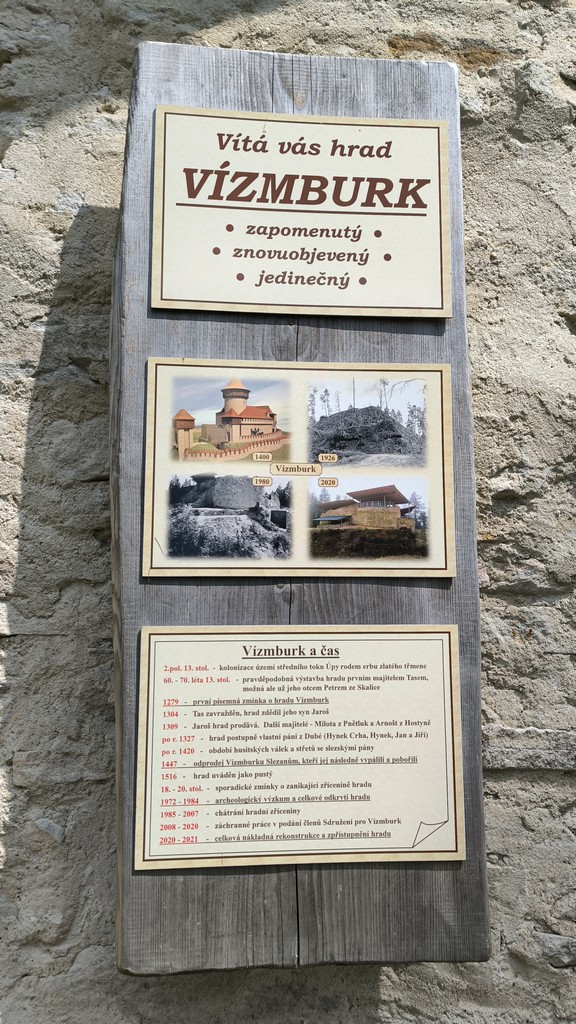 Vítá vás hrad
VÍZMBURK
• zapomenutý •
• znovuobjevený •
• jedinečný •
1400
1926
Vízmburk
1980
2020
Vízmburk a čas
2.pol. 13. stol. - kolonizace území středního toku Úpy rodem erbu zlatého třmene
60. - 70. léta 13. stol. - pravděpodobná výstavba hradu prvním majitelem Tasem,
možná ale už jeho otcem Petrem ze Skalice
1279 - první písemná zmínka o hradu Vízmburk
1304 - Tas zavražděn, hrad zdědil jeho syn Jaroš
1309 - Jaroš hrad prodává. Další majitelé - Milota z Pnětluk a Arnošt z Hostyně
po r. 1327 - hrad postupně vlastní páni z Dubé (Hynek Crha, Hynek, Jan a Jiří)
po r. 1420 - období husitských válek a střetů se slezskými pány
1447 - odprodej Vízmburku Slezanům, kteří jej následně vypálili a pobořili
1516 - hrad uváděn jako pustý
18. - 20. stol. - sporadické zmínky o zanikající zřícenině hradu
1972 - 1984 - archeologický výzkum a celkové odkrytí hradu
1985 - 2007 - chátrání hradní zříceniny
2008 - 2020 - záchranné práce v podání členů Sdružení pro Vízmburk
2020 - 2021 - celková nákladná rekonstrukce a zpřístupnění hradu